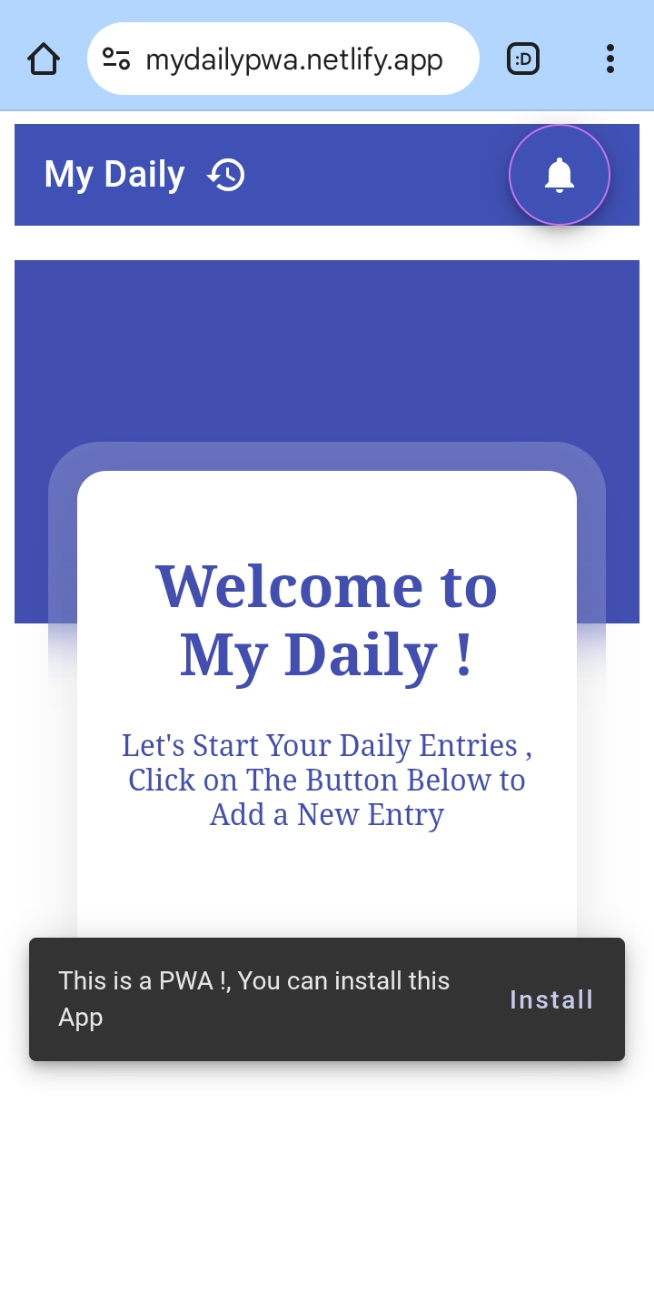 mydailypwa.netlify.app
:D
My Daily
Welcome to
My Daily !
Let's Start Your Daily Entries ,
Click on The Button Below to
Add a New Entry
This is a PWA !, You can install this
App
Install